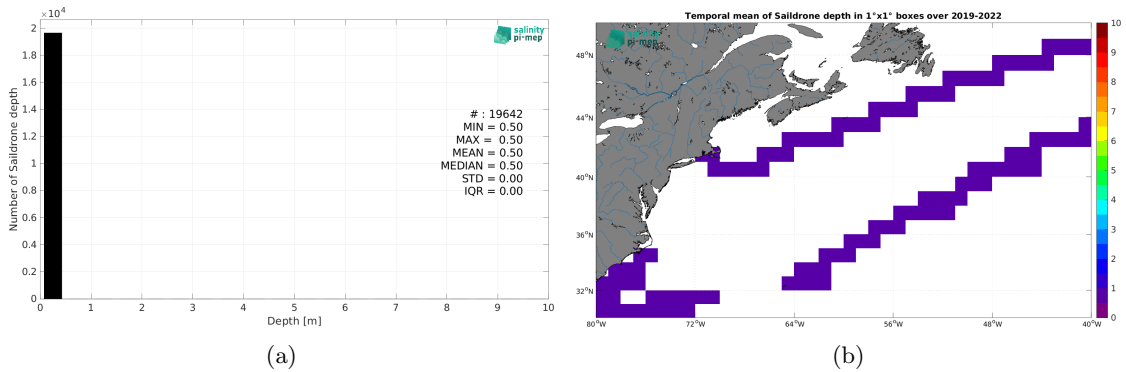 2 ×10⁴
1.8
1.6
1.4
1.2
1
0.8
0.6
0.4
0.2
0
Number of Saildrone depth
salinity
pi-mep
# : 19642
MIN = 0.50
MAX = 0.50
MEAN = 0.50
MEDIAN = 0.50
STD = 0.00
IQR = 0.00
0 1 2 3 4 5 6 7 8 9 10
Depth [m]
(a)
Temporal mean of Saildrone depth in 1°x1° boxes over 2019-2022
pi-mep
48°N
44°N
40°N
36°N
32°N
80°W 72°W 64°W 56°W 48°W 40°W
10
9
8
7
6
5
4
3
2
1
0
(b)